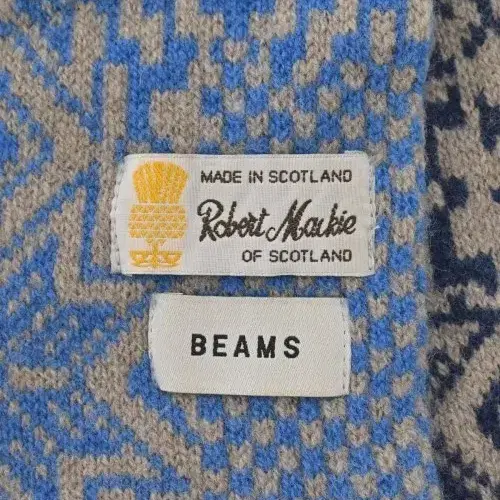 MADE IN SCOTLAND
Robert Mackie
OF SCOTLAND
BEAMS